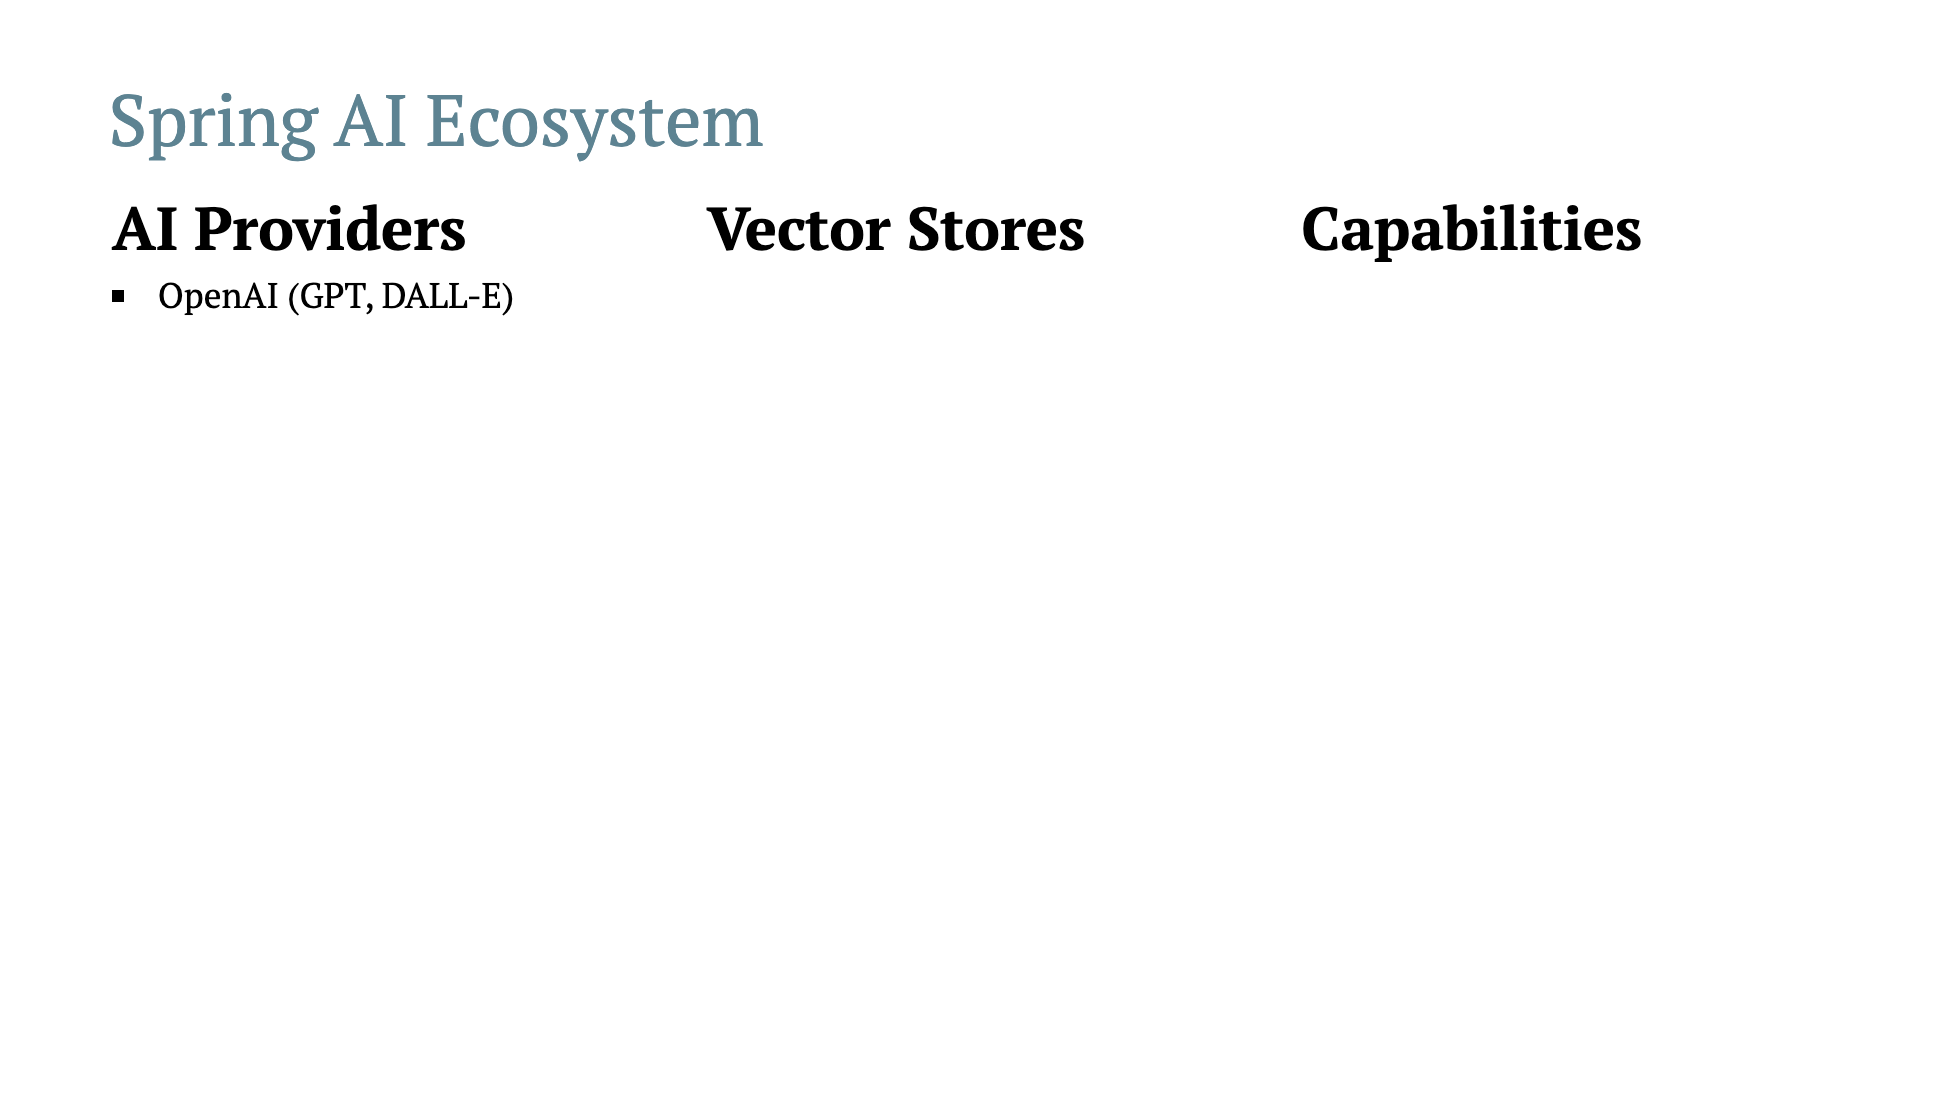 Spring AI Ecosystem
AI Providers
OpenAI (GPT, DALL-E)
Vector Stores
Capabilities